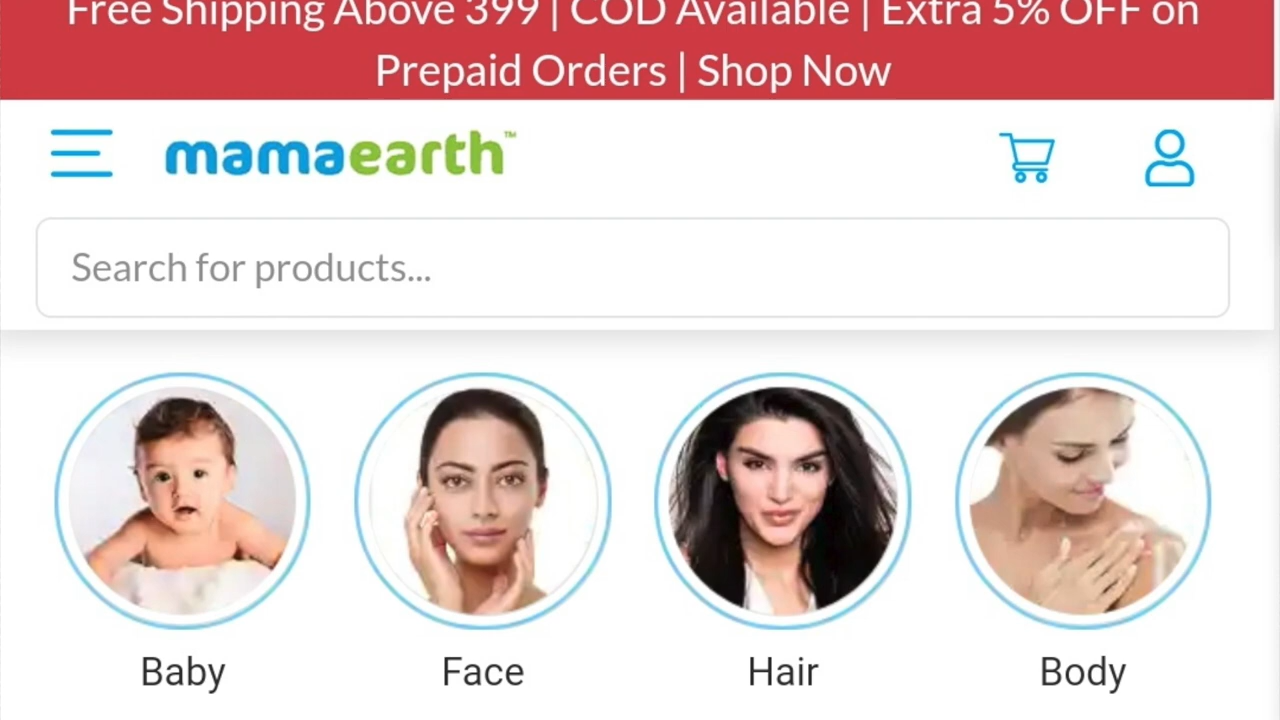 Free Shipping Above 399 | COD Available | Extra 5% OFF on
Prepaid Orders | Shop Now
mamaearth™
Search for products...
Baby Face Hair Body